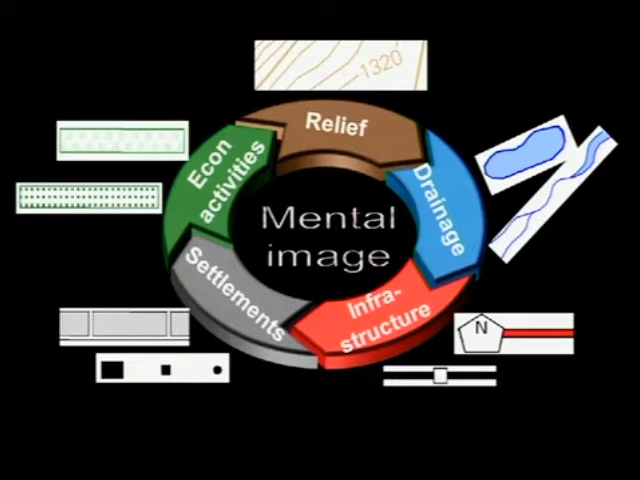 1320
Relief
Econ
activities
Drainage
Mental
image
Settlements
Infra-
structure
N